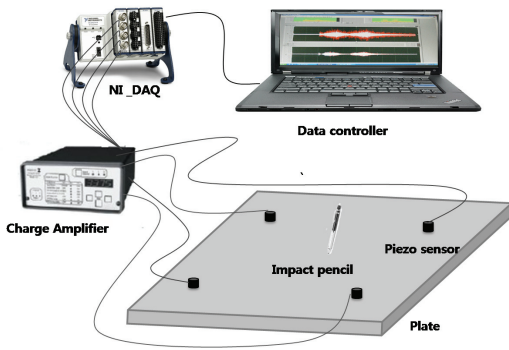 NI _DAQ
Data controller
Charge Amplifier
Piezo sensor
Impact pencil
Plate